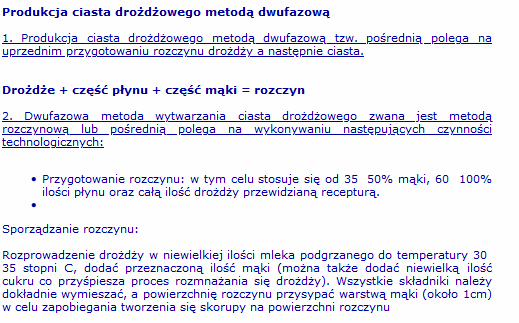 Produkcja ciasta drożdżowego metodą dwufazową
1. Produkcja ciasta drożdżowego metodą dwufazową tzw. pośrednią polega na
uprzednim przygotowaniu rozczynu drożdży a następnie ciasta.
Drożdże + część płynu + część mąki = rozczyn
2. Dwufazowa metoda wytwarzania ciasta drożdżowego zwana jest metodą
rozczynową lub pośrednią polega na wykonywaniu następujących czynności
technologicznych:
• Przygotowanie rozczynu: w tym celu stosuje się od 35 50% mąki, 60 100%
ilości płynu oraz całą ilość drożdży przewidzianą recepturą.
•
Sporządzanie rozczynu:
Rozprowadzenie drożdży w niewielkiej ilości mleka podgrzanego do temperatury 30
35 stopni C, dodać przeznaczoną ilość mąki (można także dodać niewielką ilość
cukru co przyśpiesza proces rozmnażania się drożdży). Wszystkie składniki należy
dokładnie wymieszać, a powierzchnię rozczynu przysypać warstwą mąki (około 1cm)
w celu zapobiegania tworzenia się skorupy na powierzchni rozczynu